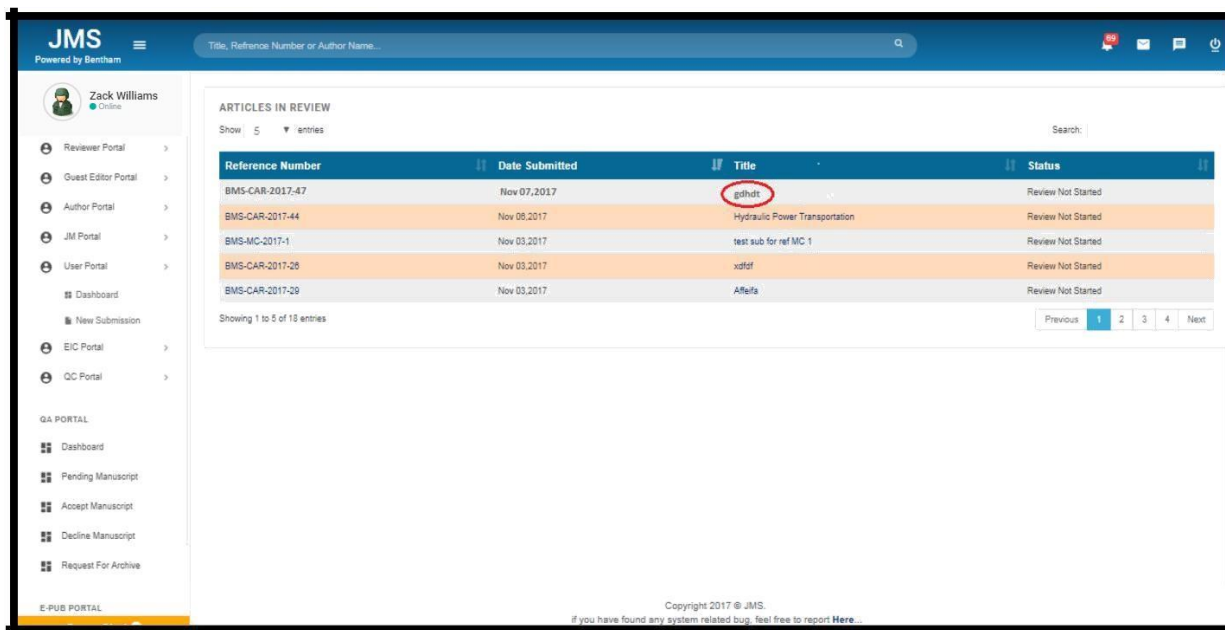 JMS
Powered by Bentham
Title, Refrence Number or Author Name...
69
Zack Williams
Online
Reviewer Portal
Guest Editor Portal
Author Portal
JM Portal
User Portal
Dashboard
New Submission
EIC Portal
QC Portal
QA PORTAL
Dashboard
Pending Manuscript
Accept Manuscript
Decline Manuscript
Request For Archive
E-PUB PORTAL
ARTICLES IN REVIEW
Show 5 entries
Search:
Reference Number Date Submitted Title Status
BMS-CAR-2017-47 Nov 07,2017 gdhdt Review Not Started
BMS-CAR-2017-44 Nov 06,2017 Hydraulic Power Transportation Review Not Started
BMS-MC-2017-1 Nov 03,2017 test sub for ref MC 1 Review Not Started
BMS-CAR-2017-26 Nov 03,2017 xdfdf Review Not Started
BMS-CAR-2017-29 Nov 03,2017 Affeifa Review Not Started
Showing 1 to 5 of 18 entries
Previous 1 2 3 4 Next
Copyright 2017 © JMS.
if you have found any system related bug, feel free to report Here...